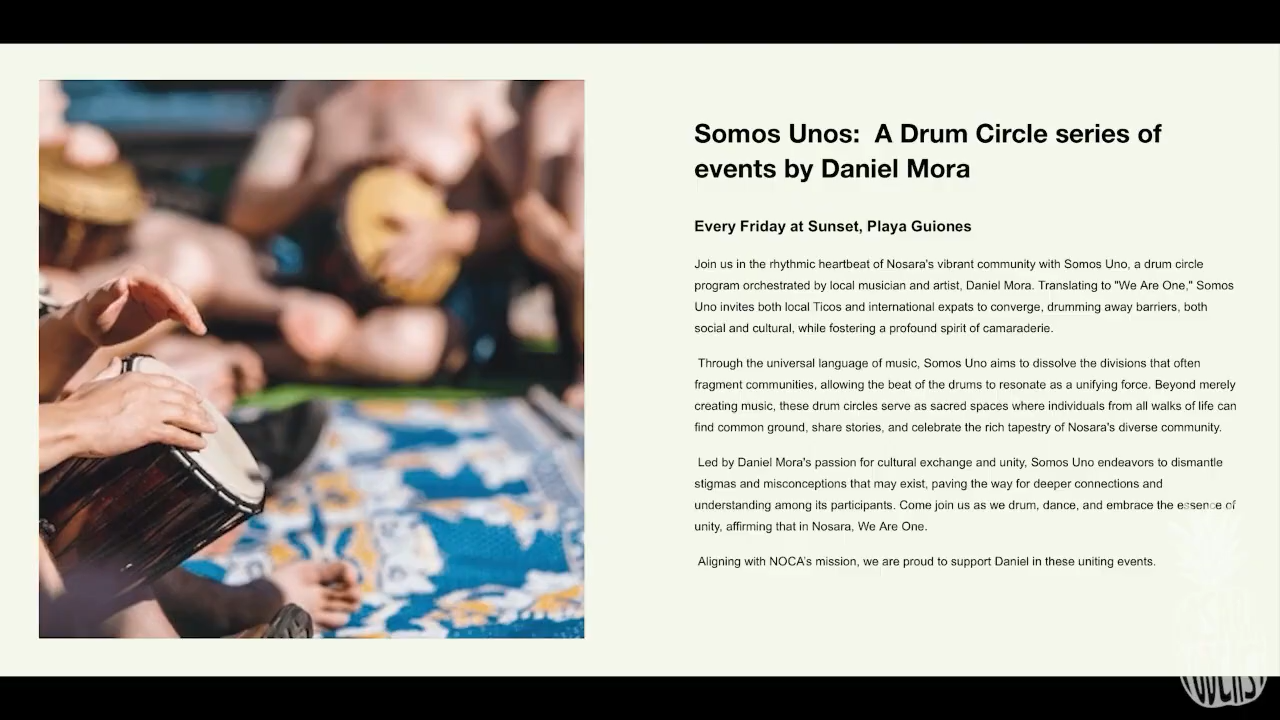 Somos Unos:  A Drum Circle series of
events by Daniel Mora
Every Friday at Sunset, Playa Guiones
Join us in the rhythmic heartbeat of Nosara's vibrant community with Somos Uno, a drum circle
program orchestrated by local musician and artist, Daniel Mora. Translating to "We Are One," Somos
Uno invites both local Ticos and international expats to converge, drumming away barriers, both
social and cultural, while fostering a profound spirit of camaraderie.
Through the universal language of music, Somos Uno aims to dissolve the divisions that often
fragment communities, allowing the beat of the drums to resonate as a unifying force. Beyond merely
creating music, these drum circles serve as sacred spaces where individuals from all walks of life can
find common ground, share stories, and celebrate the rich tapestry of Nosara's diverse community.
Led by Daniel Mora's passion for cultural exchange and unity, Somos Uno endeavors to dismantle
stigmas and misconceptions that may exist, paving the way for deeper connections and
understanding among its participants. Come join us as we drum, dance, and embrace the essence of
unity, affirming that in Nosara, We Are One.
Aligning with NOCA's mission, we are proud to support Daniel in these uniting events.